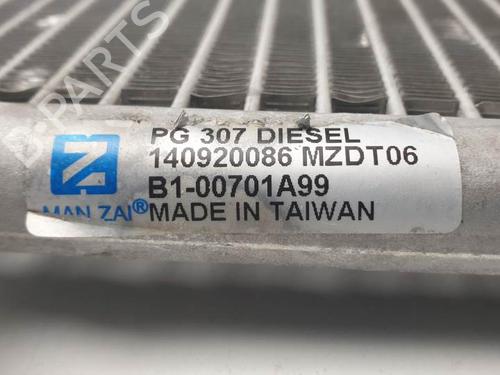 PG 307 DIESEL
140920086 MZDT06
B1-00701A99
MAN ZAI®
MADE IN TAIWAN
B-PARTS